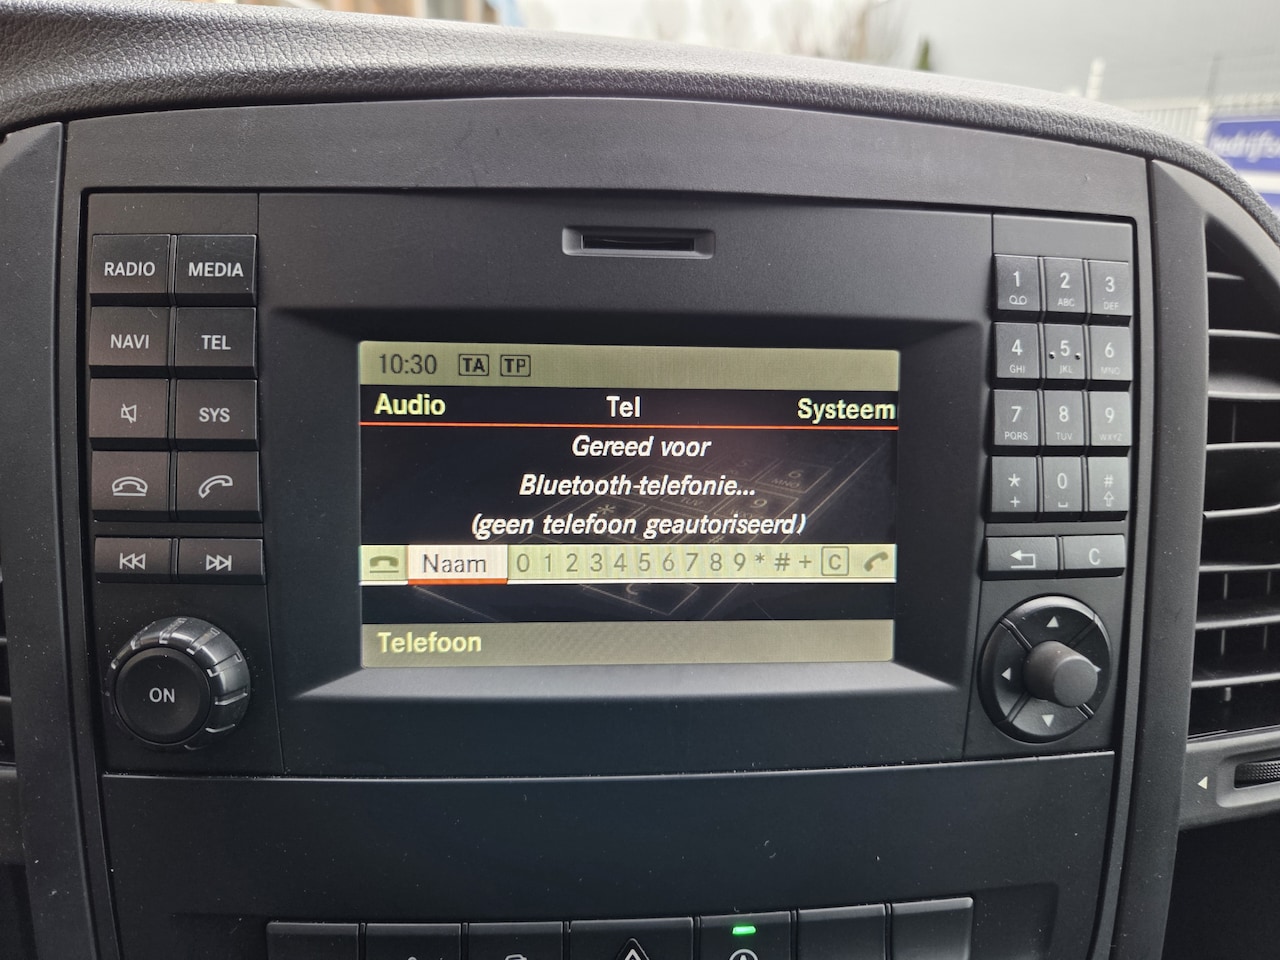 bedrijfs
RADIO MEDIA
NAVI TEL
SYS
ON
10:30 TA TP
Audio Tel Systeem
Gereed voor
Bluetooth-telefonie...
(geen telefoon geautoriseerd)
Naam 0 1 2 3 4 5 6 7 8 9 * # + C
Telefoon
1 2 3
ABC DEF
4 5 6
GHI JKL MNO
7 8 9
PQRS TUV WXYZ
* 0 #
+
C